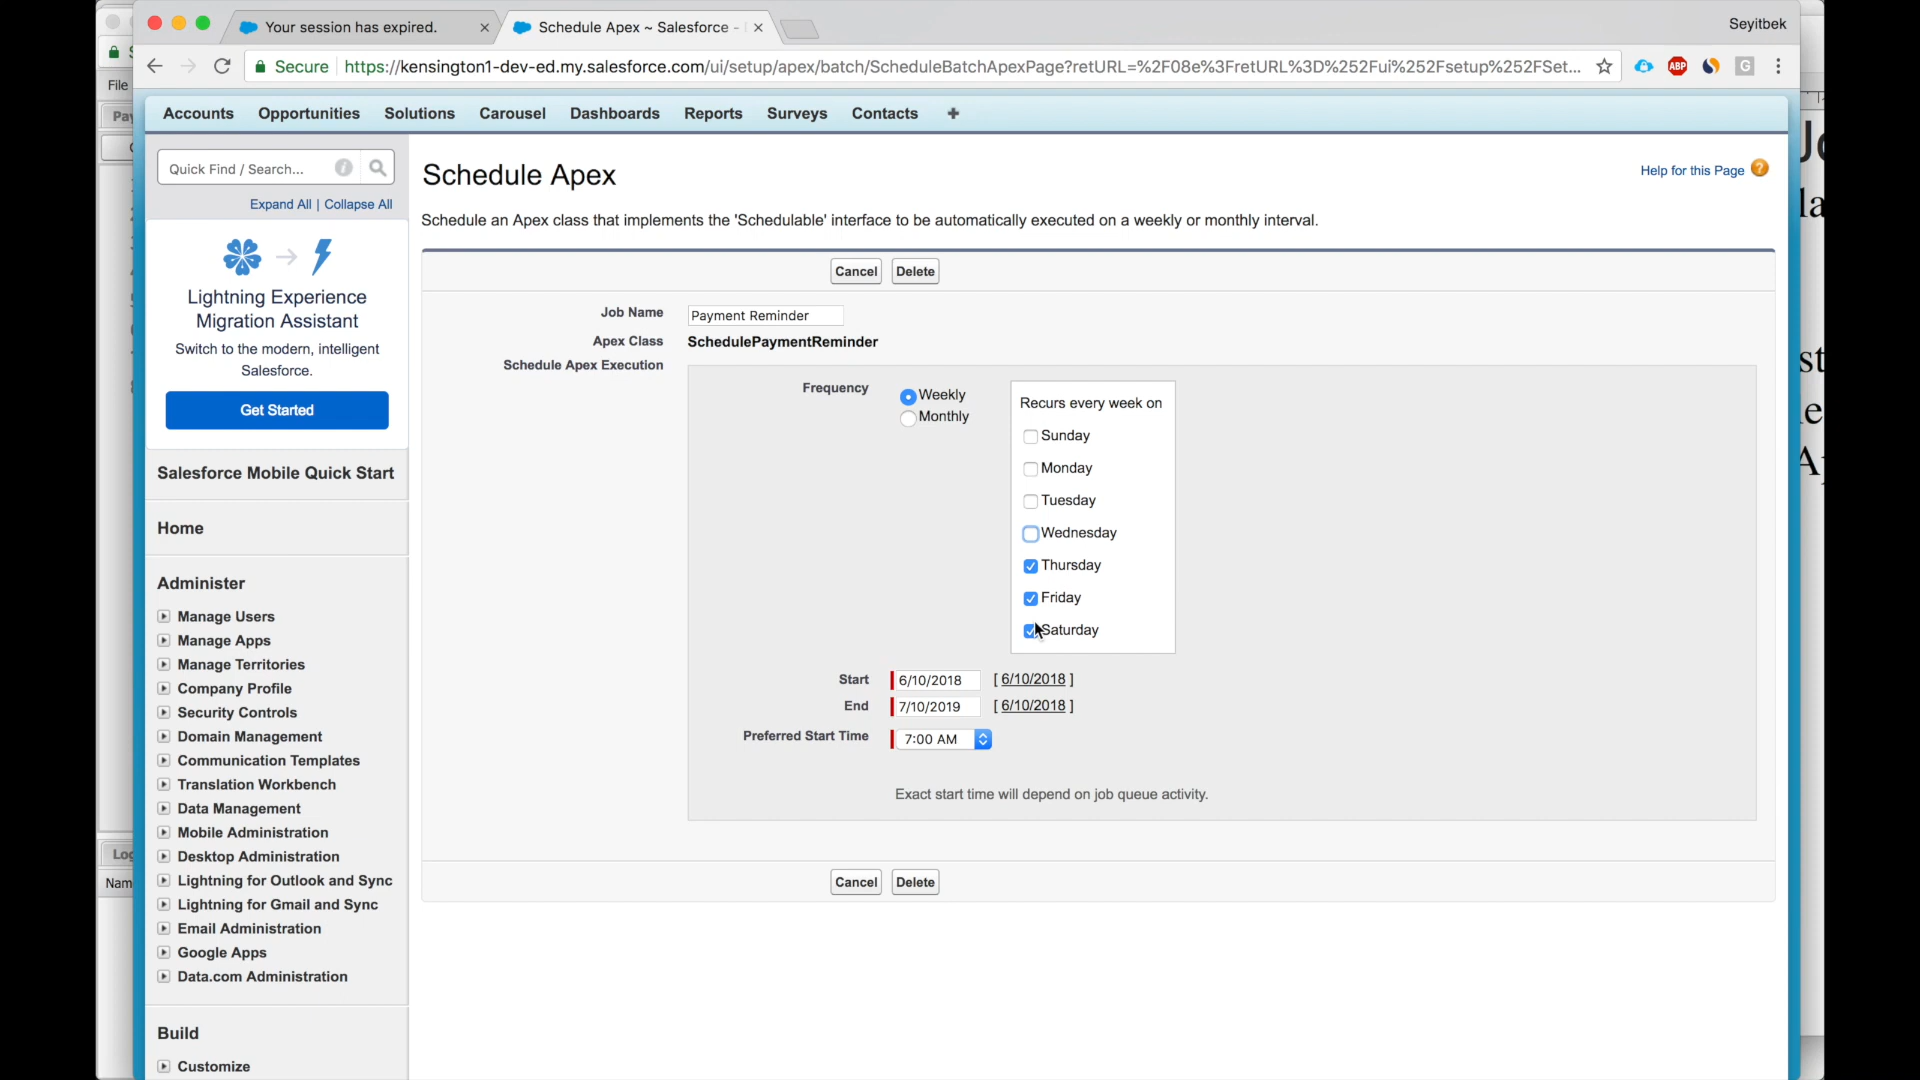 Your session has expired.
Schedule Apex ~ Salesforce -
Seyitbek
Secure
https://kensington1-dev-ed.my.salesforce.com/ui/setup/apex/batch/ScheduleBatchApexPage?retURL=%2F08e%3FretURL%3D%252Fui%252Fsetup%252FSet...
ABP
G
File
Accounts Opportunities Solutions Carousel Dashboards Reports Surveys Contacts +
Quick Find / Search...
Expand All | Collapse All
Lightning Experience
Migration Assistant
Switch to the modern, intelligent
Salesforce.
Get Started
Salesforce Mobile Quick Start
Home
Administer
Manage Users
Manage Apps
Manage Territories
Company Profile
Security Controls
Domain Management
Communication Templates
Translation Workbench
Data Management
Mobile Administration
Desktop Administration
Lightning for Outlook and Sync
Lightning for Gmail and Sync
Email Administration
Google Apps
Data.com Administration
Build
Customize
Schedule Apex
Help for this Page ?
Schedule an Apex class that implements the 'Schedulable' interface to be automatically executed on a weekly or monthly interval.
Cancel Delete
Job Name Payment Reminder
Apex Class SchedulePaymentReminder
Schedule Apex Execution
Frequency
Weekly
Monthly
Recurs every week on
Sunday
Monday
Tuesday
Wednesday
Thursday
Friday
Saturday
Start 6/10/2018 [ 6/10/2018 ]
End 7/10/2019 [ 6/10/2018 ]
Preferred Start Time 7:00 AM
Exact start time will depend on job queue activity.
Cancel Delete